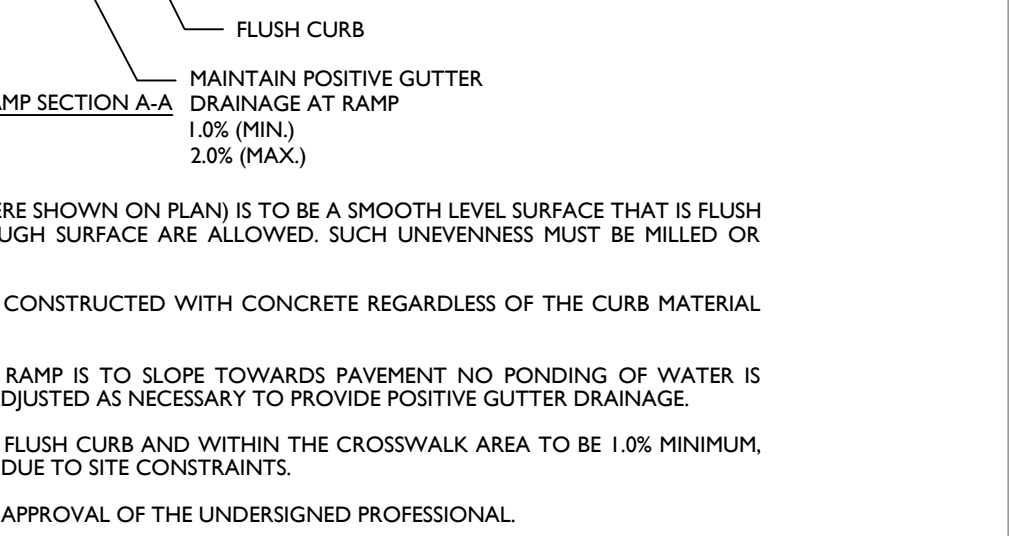 FLUSH CURB
MAINTAIN POSITIVE GUTTER
AMP SECTION A-A DRAINAGE AT RAMP
1.0% (MIN.)
2.0% (MAX.)
ERE SHOWN ON PLAN) IS TO BE A SMOOTH LEVEL SURFACE THAT IS FLUSH
UGH SURFACE ARE ALLOWED. SUCH UNEVENNESS MUST BE MILLED OR
CONSTRUCTED WITH CONCRETE REGARDLESS OF THE CURB MATERIAL
RAMP IS TO SLOPE TOWARDS PAVEMENT NO PONDING OF WATER IS
DJUSTED AS NECESSARY TO PROVIDE POSITIVE GUTTER DRAINAGE.
FLUSH CURB AND WITHIN THE CROSSWALK AREA TO BE 1.0% MINIMUM,
DUE TO SITE CONSTRAINTS.
APPROVAL OF THE UNDERSIGNED PROFESSIONAL.